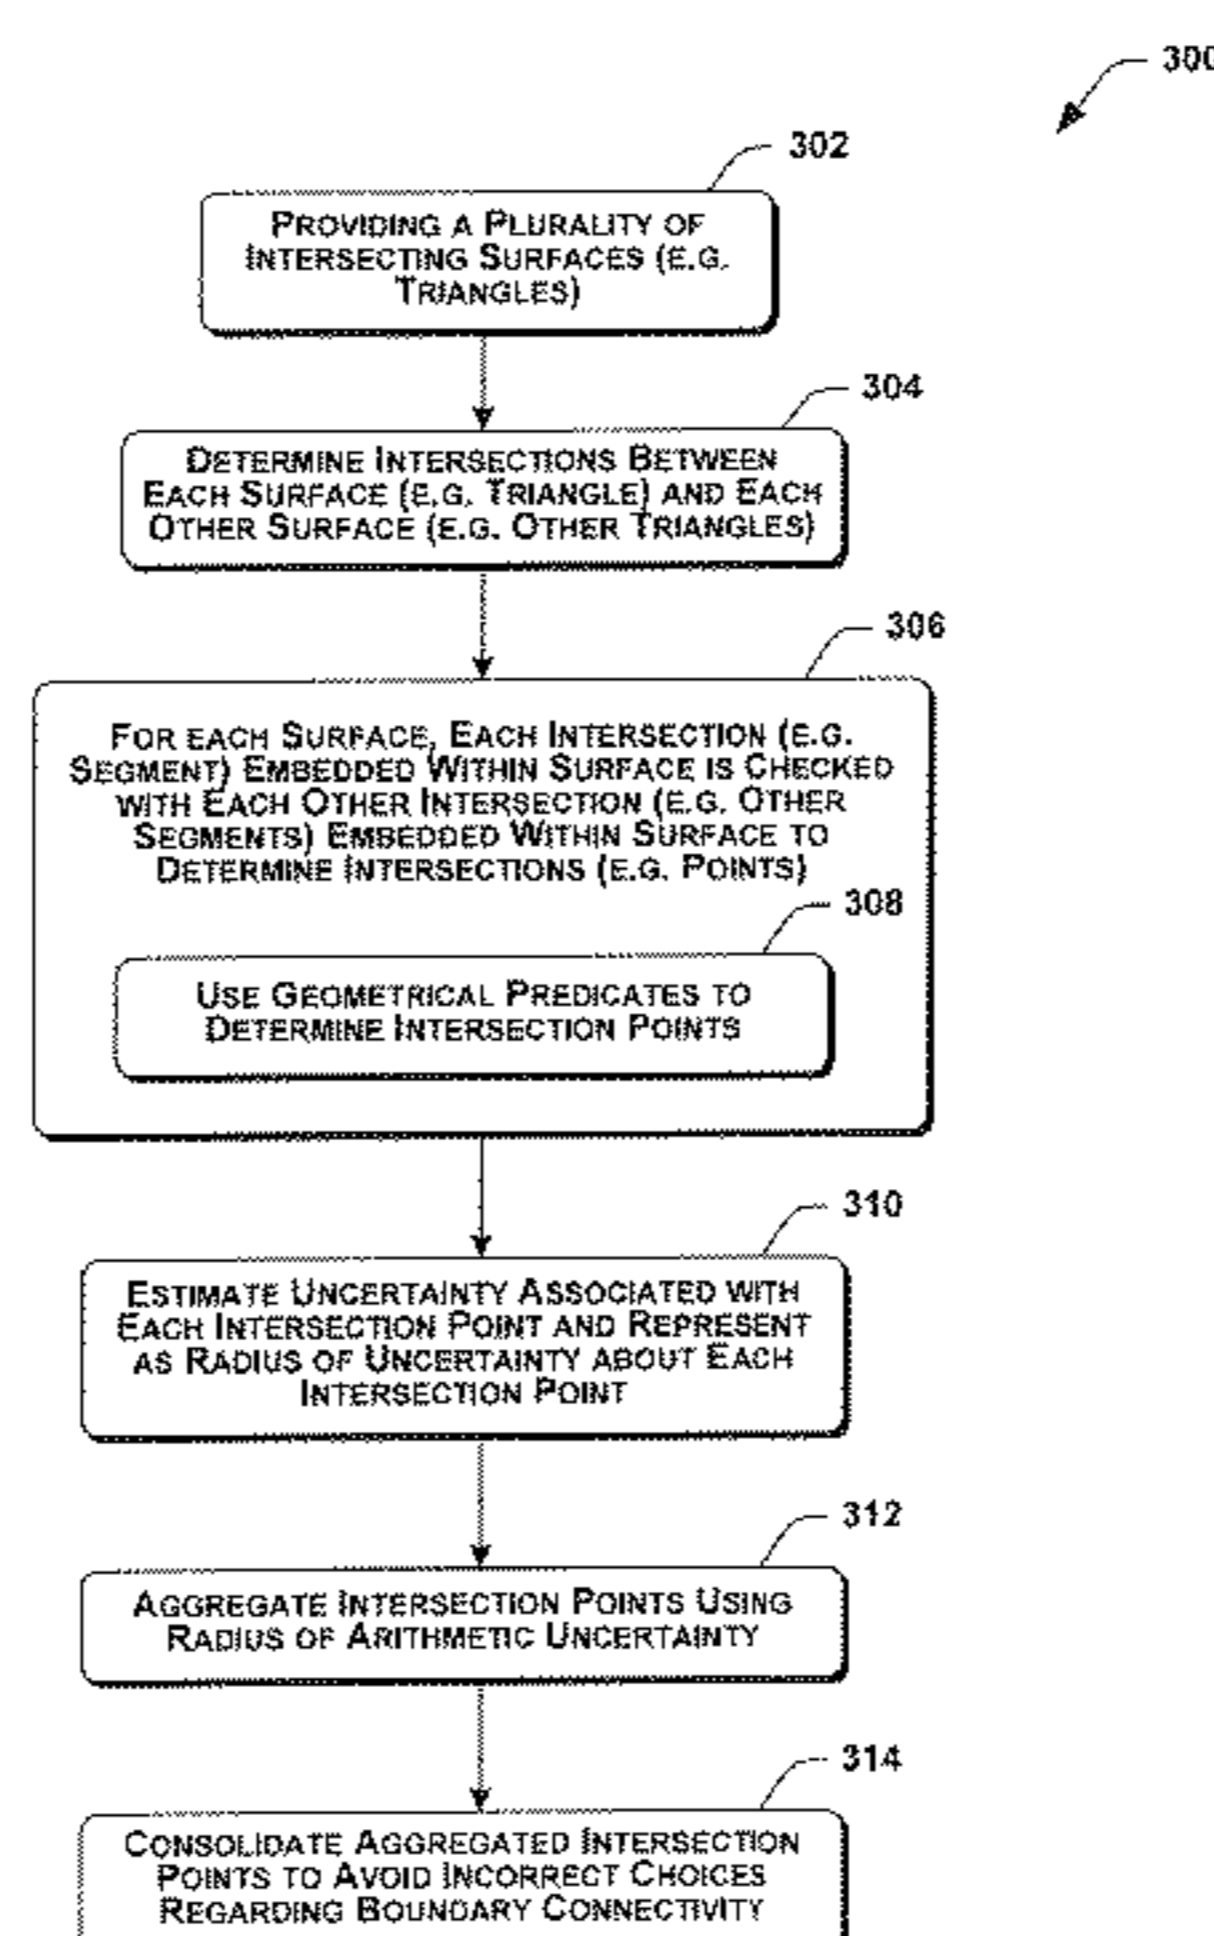 300
302
PROVIDING A PLURALITY OF
INTERSECTING SURFACES (E.G.
TRIANGLES)
304
DETERMINE INTERSECTIONS BETWEEN
EACH SURFACE (E.G. TRIANGLE) AND EACH
OTHER SURFACE (E.G. OTHER TRIANGLES)
306
FOR EACH SURFACE, EACH INTERSECTION (E.G.
SEGMENT) EMBEDDED WITHIN SURFACE IS CHECKED
WITH EACH OTHER INTERSECTION (E.G. OTHER
SEGMENTS) EMBEDDED WITHIN SURFACE TO
DETERMINE INTERSECTIONS (E.G. POINTS)
308
USE GEOMETRICAL PREDICATES TO
DETERMINE INTERSECTION POINTS
310
ESTIMATE UNCERTAINTY ASSOCIATED WITH
EACH INTERSECTION POINT AND REPRESENT
AS RADIUS OF UNCERTAINTY ABOUT EACH
INTERSECTION POINT
312
AGGREGATE INTERSECTION POINTS USING
RADIUS OF ARITHMETIC UNCERTAINTY
314
CONSOLIDATE AGGREGATED INTERSECTION
POINTS TO AVOID INCORRECT CHOICES
REGARDING BOUNDARY CONNECTIVITY